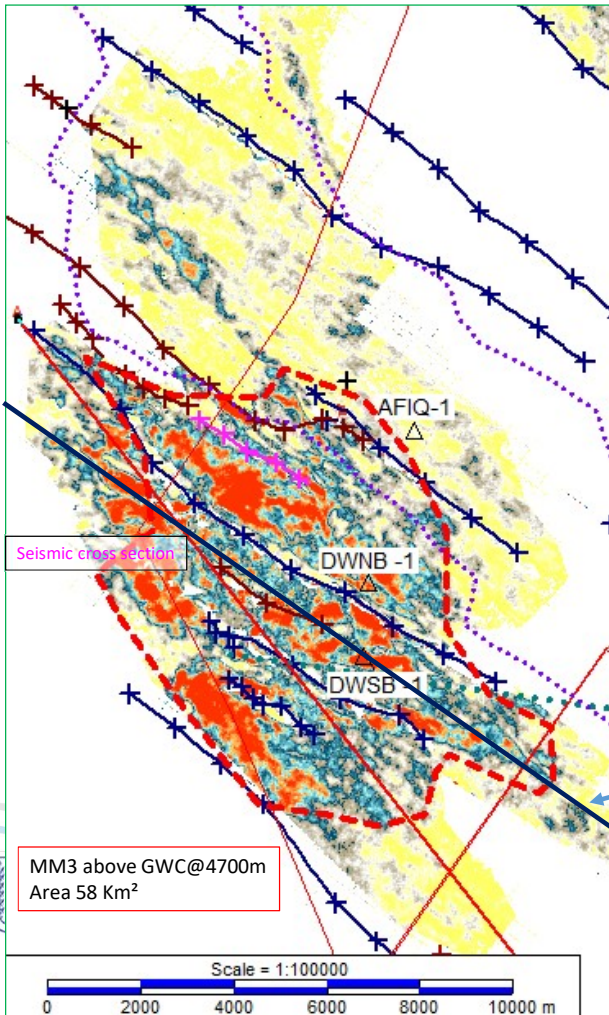 AFIQ-1
Seismic cross section
DWNB -1
DWSB -1
MM3 above GWC@4700m
Area 58 Km²
Scale = 1:100000
0 2000 4000 6000 8000 10000 m